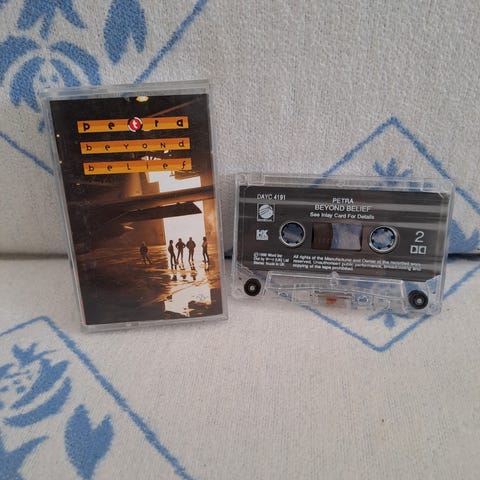 petra
beyond
belief
DAYC 4191
PETRA
BEYOND BELIEF
See Inlay Card For Details
2
All rights of the Manufacturer and Owner of the recorded work
reserved. Unauthorised public performance, broadcasting and
copying of the tape prohibited.